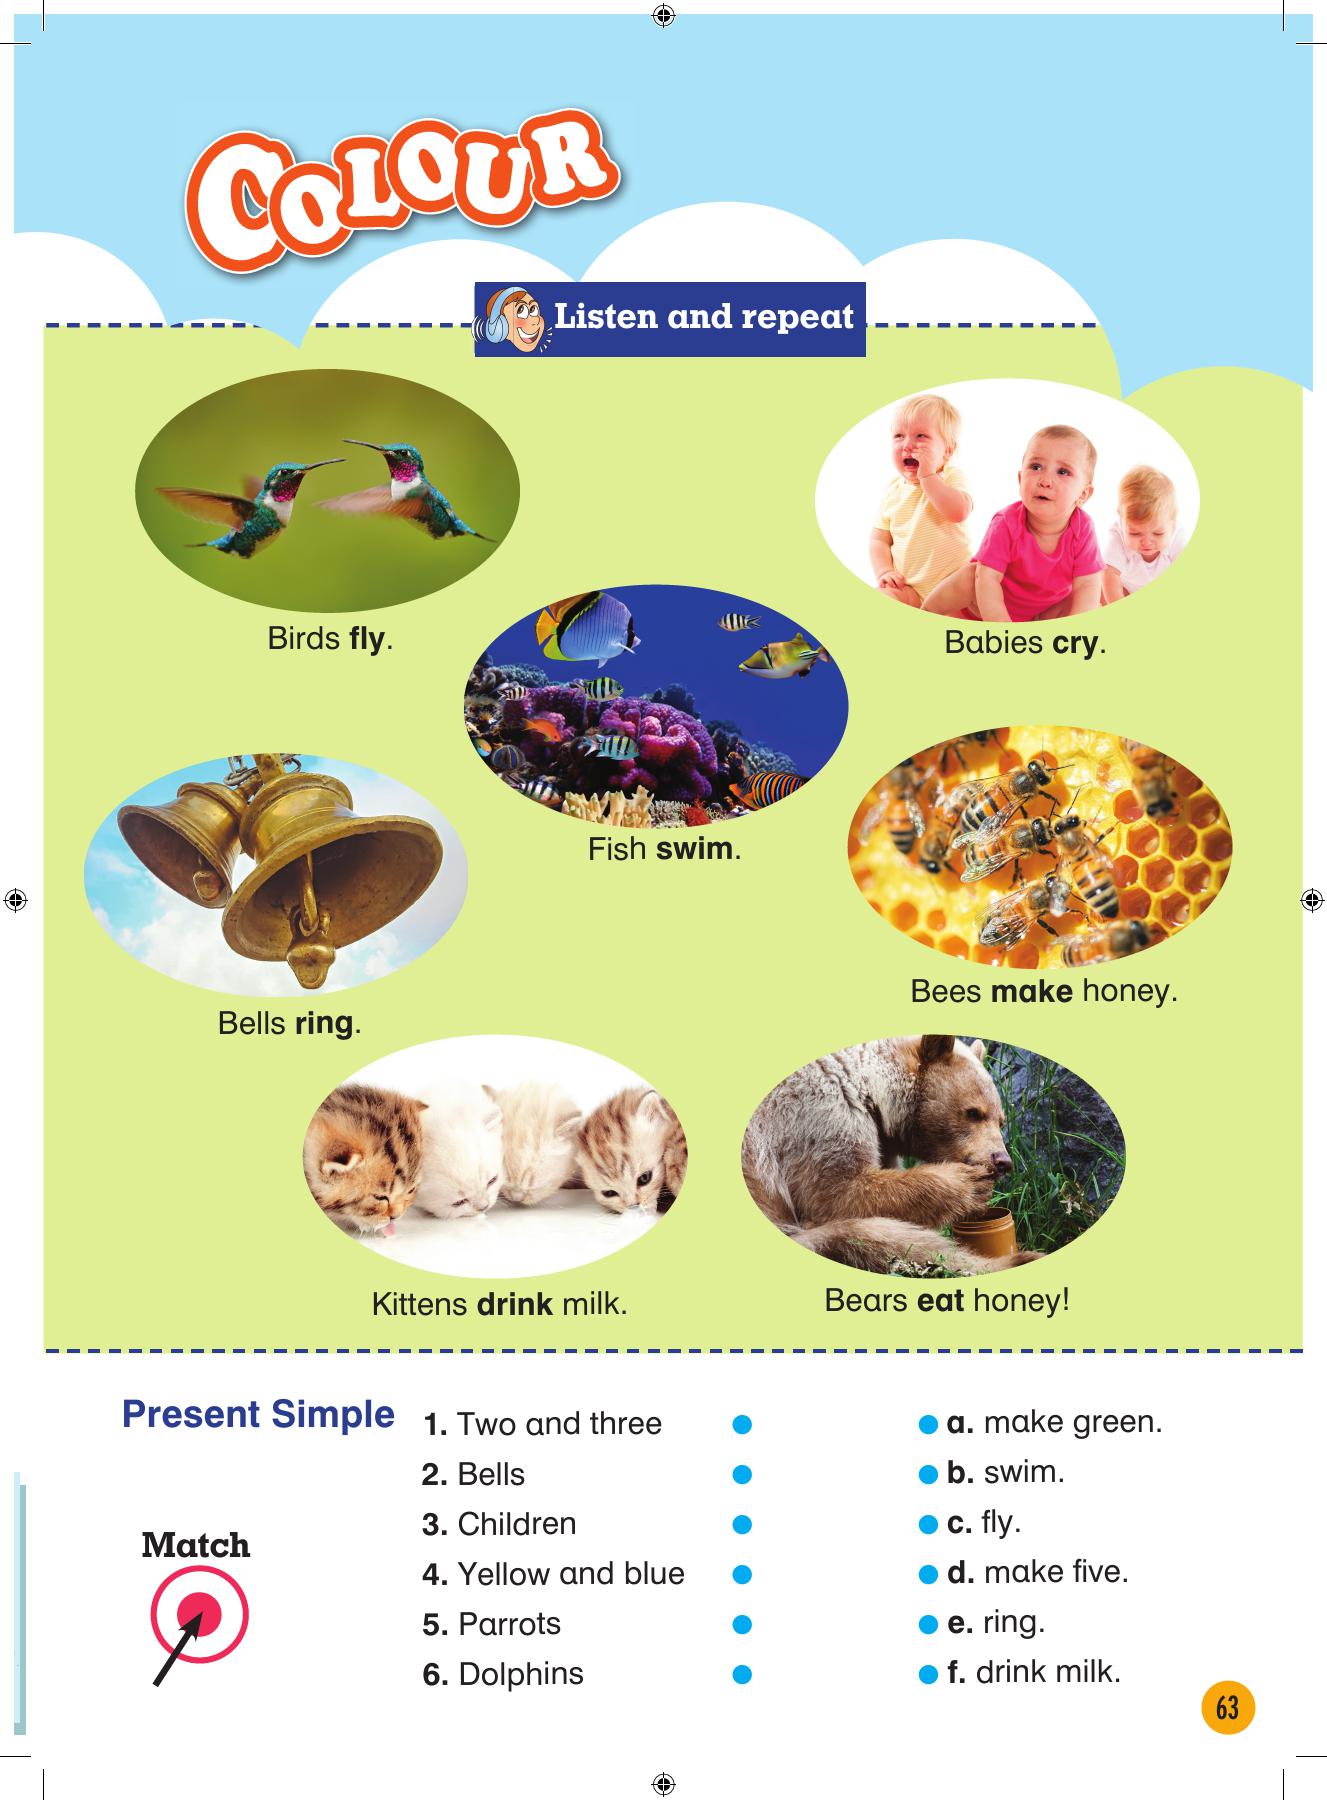 COLOUR
Listen and repeat
Birds fly.
Babies cry.
Fish swim.
Bells ring.
Bees make honey.
Kittens drink milk.
Bears eat honey!
Present Simple
Match
1. Two and three
2. Bells
3. Children
4. Yellow and blue
5. Parrots
6. Dolphins
a. make green.
b. swim.
c. fly.
d. make five.
e. ring.
f. drink milk.
63